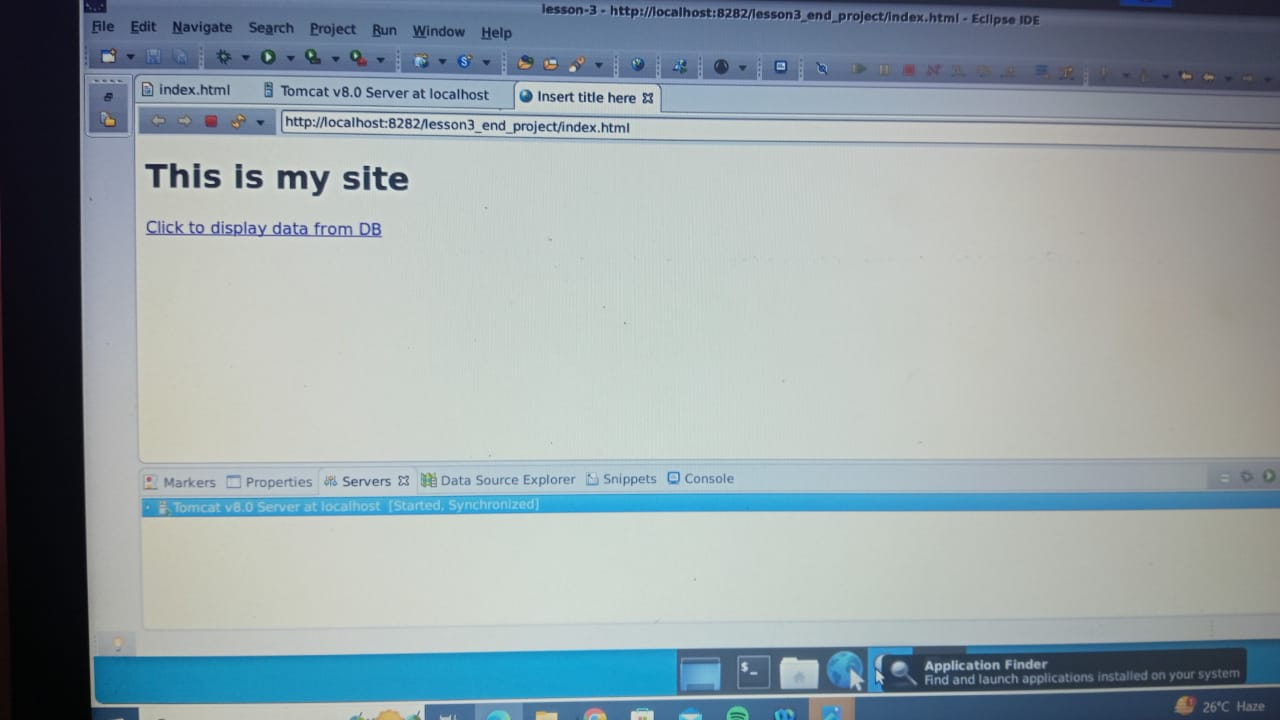 lesson-3 - http://localhost:8282/lesson3_end_project/index.html - Eclipse IDE
File Edit Navigate Search Project Run Window Help
index.html Tomcat v8.0 Server at localhost Insert title here
http://localhost:8282/lesson3_end_project/index.html
This is my site
Click to display data from DB
Markers Properties Servers Data Source Explorer Snippets Console
Tomcat v8.0 Server at localhost [Started, Synchronized]
Application Finder
Find and launch applications installed on your system
26°C Haze